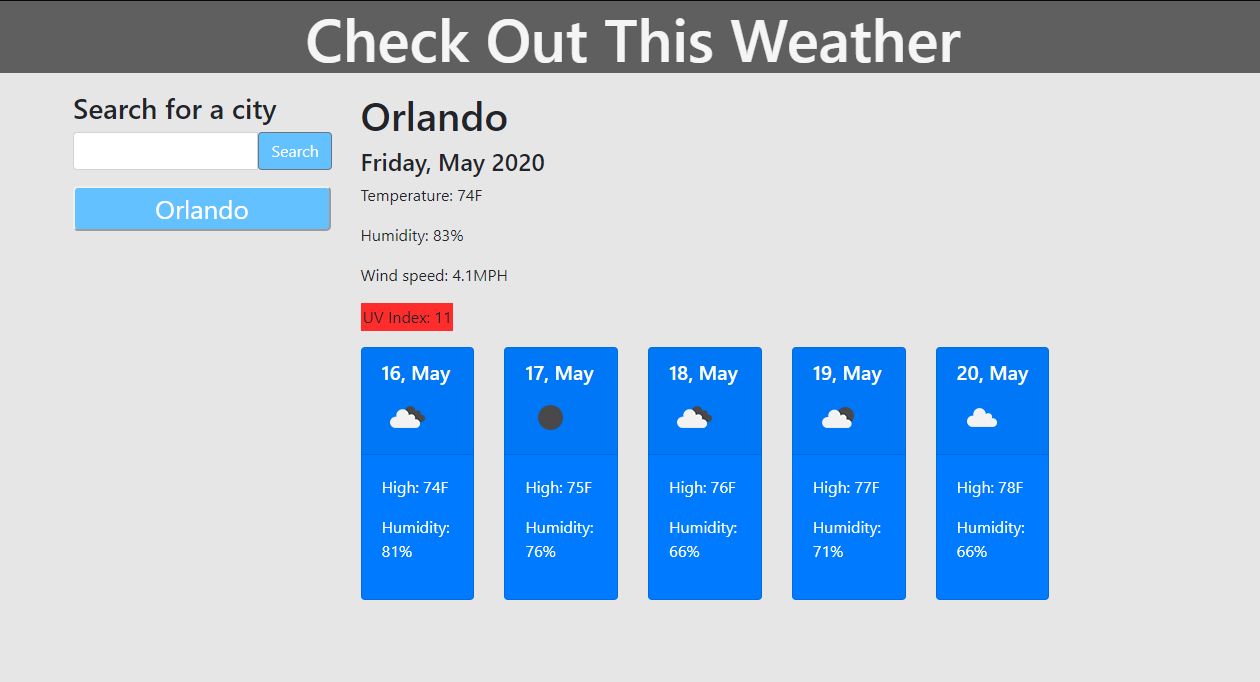 Check Out This Weather
Search for a city
Search
Orlando
Orlando
Friday, May 2020
Temperature: 74F
Humidity: 83%
Wind speed: 4.1MPH
UV Index: 11
16, May
High: 74F
Humidity:
81%
17, May
High: 75F
Humidity:
76%
18, May
High: 76F
Humidity:
66%
19, May
High: 77F
Humidity:
71%
20, May
High: 78F
Humidity:
66%